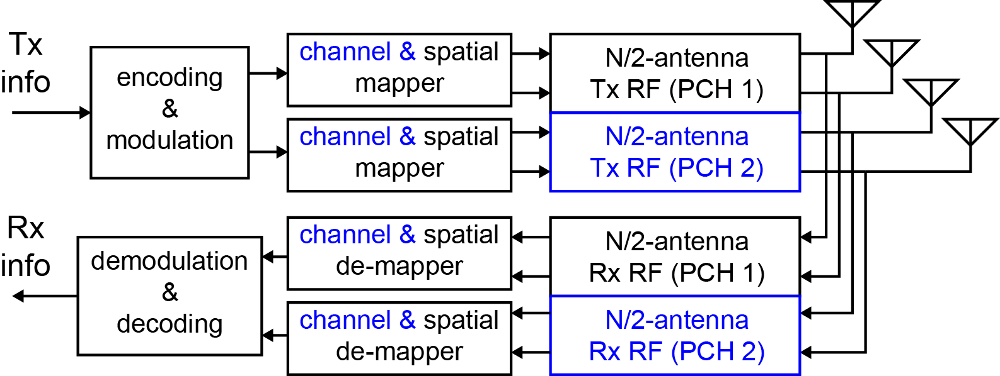 Tx
info
encoding
&
modulation
channel & spatial
mapper
channel & spatial
mapper
N/2-antenna
Tx RF (PCH 1)
N/2-antenna
Tx RF (PCH 2)
Rx
info
demodulation
&
decoding
channel & spatial
de-mapper
channel & spatial
de-mapper
N/2-antenna
Rx RF (PCH 1)
N/2-antenna
Rx RF (PCH 2)